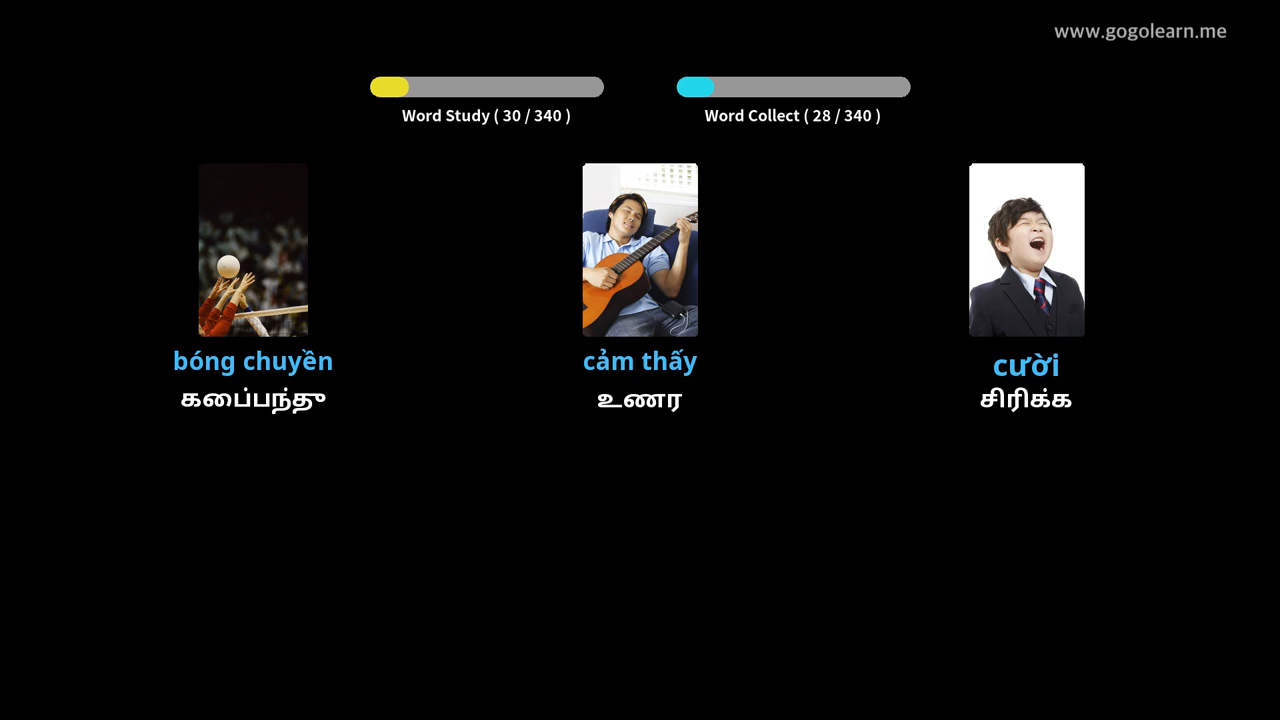 www.gogolearn.me
Word Study ( 30 / 340 )
Word Collect ( 28 / 340 )
bóng chuyền
cảm thấy
cười
கைப்பந்து
உணர
சிரிக்க